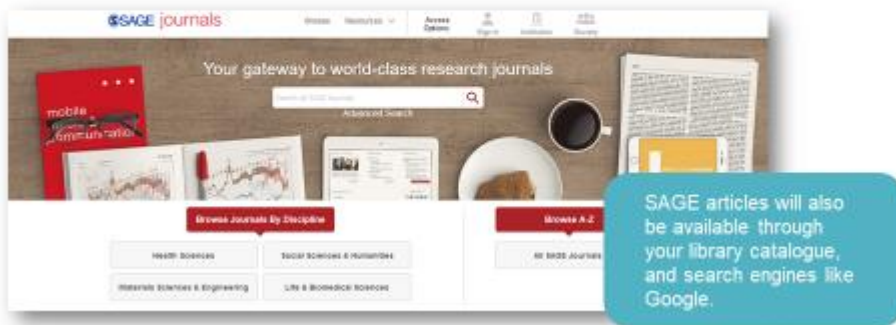 SAGE journals
Browse Resources Access Options Sign In Institution Society
Your gateway to world-class research journals
Search all SAGE Journals
Advanced Search
mobile
communication
Browse Journals By Discipline
Browse A-Z
Health Sciences
Social Sciences & Humanities
All SAGE Journals
Materials Sciences & Engineering
Life & Biomedical Sciences
SAGE articles will also
be available through
your library catalogue,
and search engines like
Google.